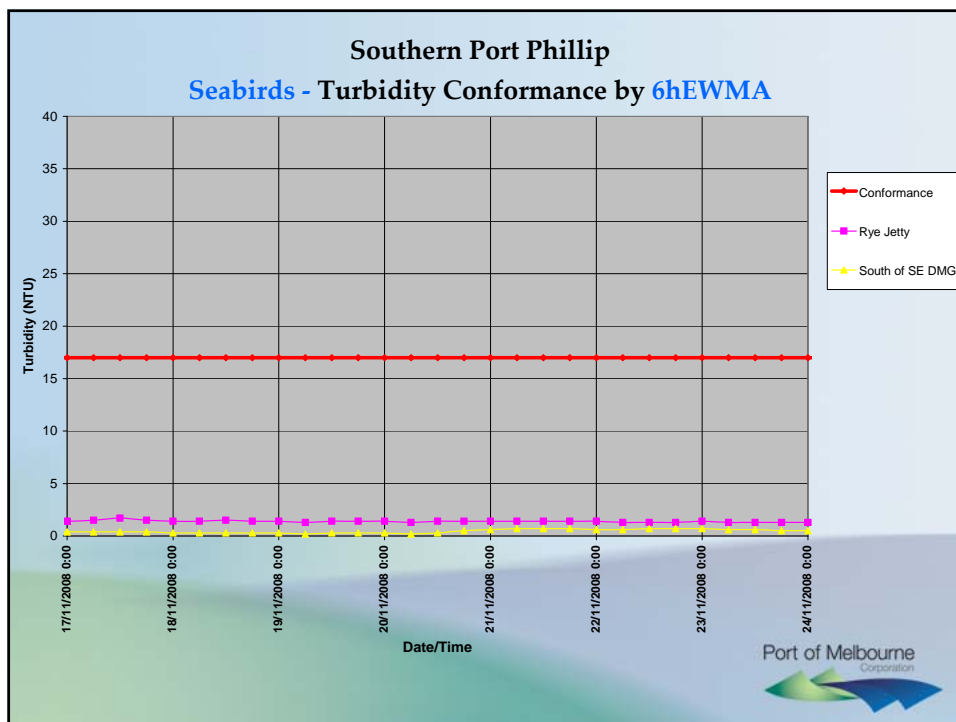 Southern Port Phillip
Seabirds - Turbidity Conformance by 6hEWMA
40
35
30
25
20
15
10
5
0
Turbidity (NTU)
17/11/2008 0:00
18/11/2008 0:00
19/11/2008 0:00
20/11/2008 0:00
21/11/2008 0:00
22/11/2008 0:00
23/11/2008 0:00
24/11/2008 0:00
Date/Time
Conformance
Rye Jetty
South of SE DMG
Port of Melbourne
Corporation